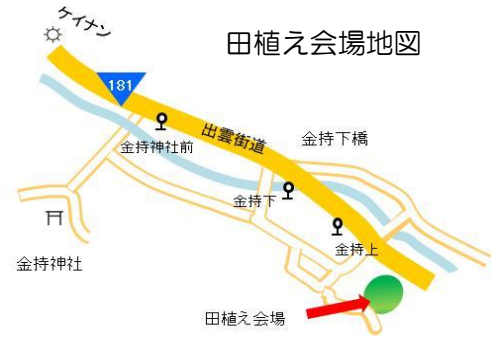 田植え会場地図
ケイナン
181
出雲街道
金持神社前
金持下橋
金持下
金持上
金持神社
田植え会場